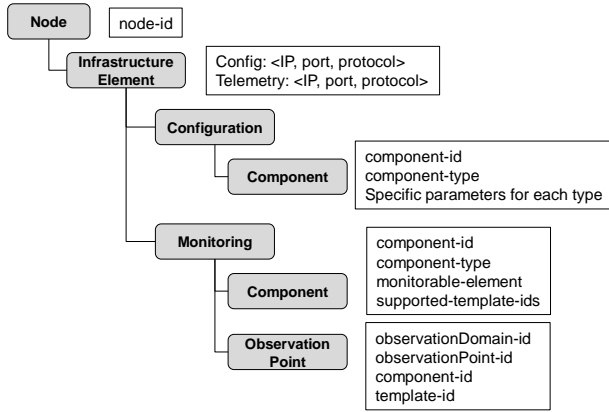 Node
node-id
Infrastructure
Element
Config: <IP, port, protocol>
Telemetry: <IP, port, protocol>
Configuration
Component
component-id
component-type
Specific parameters for each type
Monitoring
Component
component-id
component-type
monitorable-element
supported-template-ids
Observation
Point
observationDomain-id
observationPoint-id
component-id
template-id